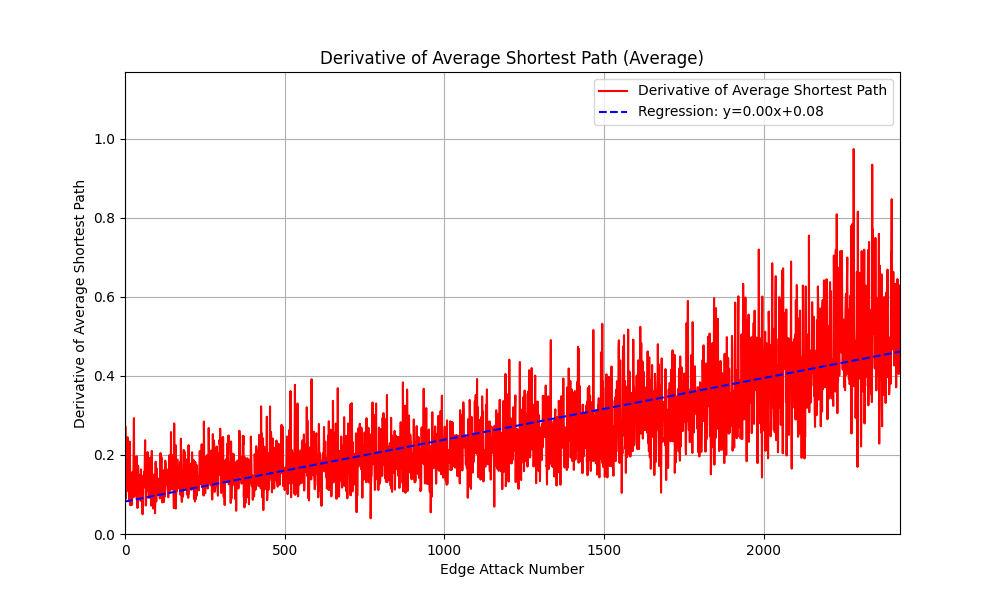 Derivative of Average Shortest Path (Average)
Derivative of Average Shortest Path
Regression: y=0.00x+0.08
Derivative of Average Shortest Path
1.0
0.8
0.6
0.4
0.2
0.0
0 500 1000 1500 2000
Edge Attack Number